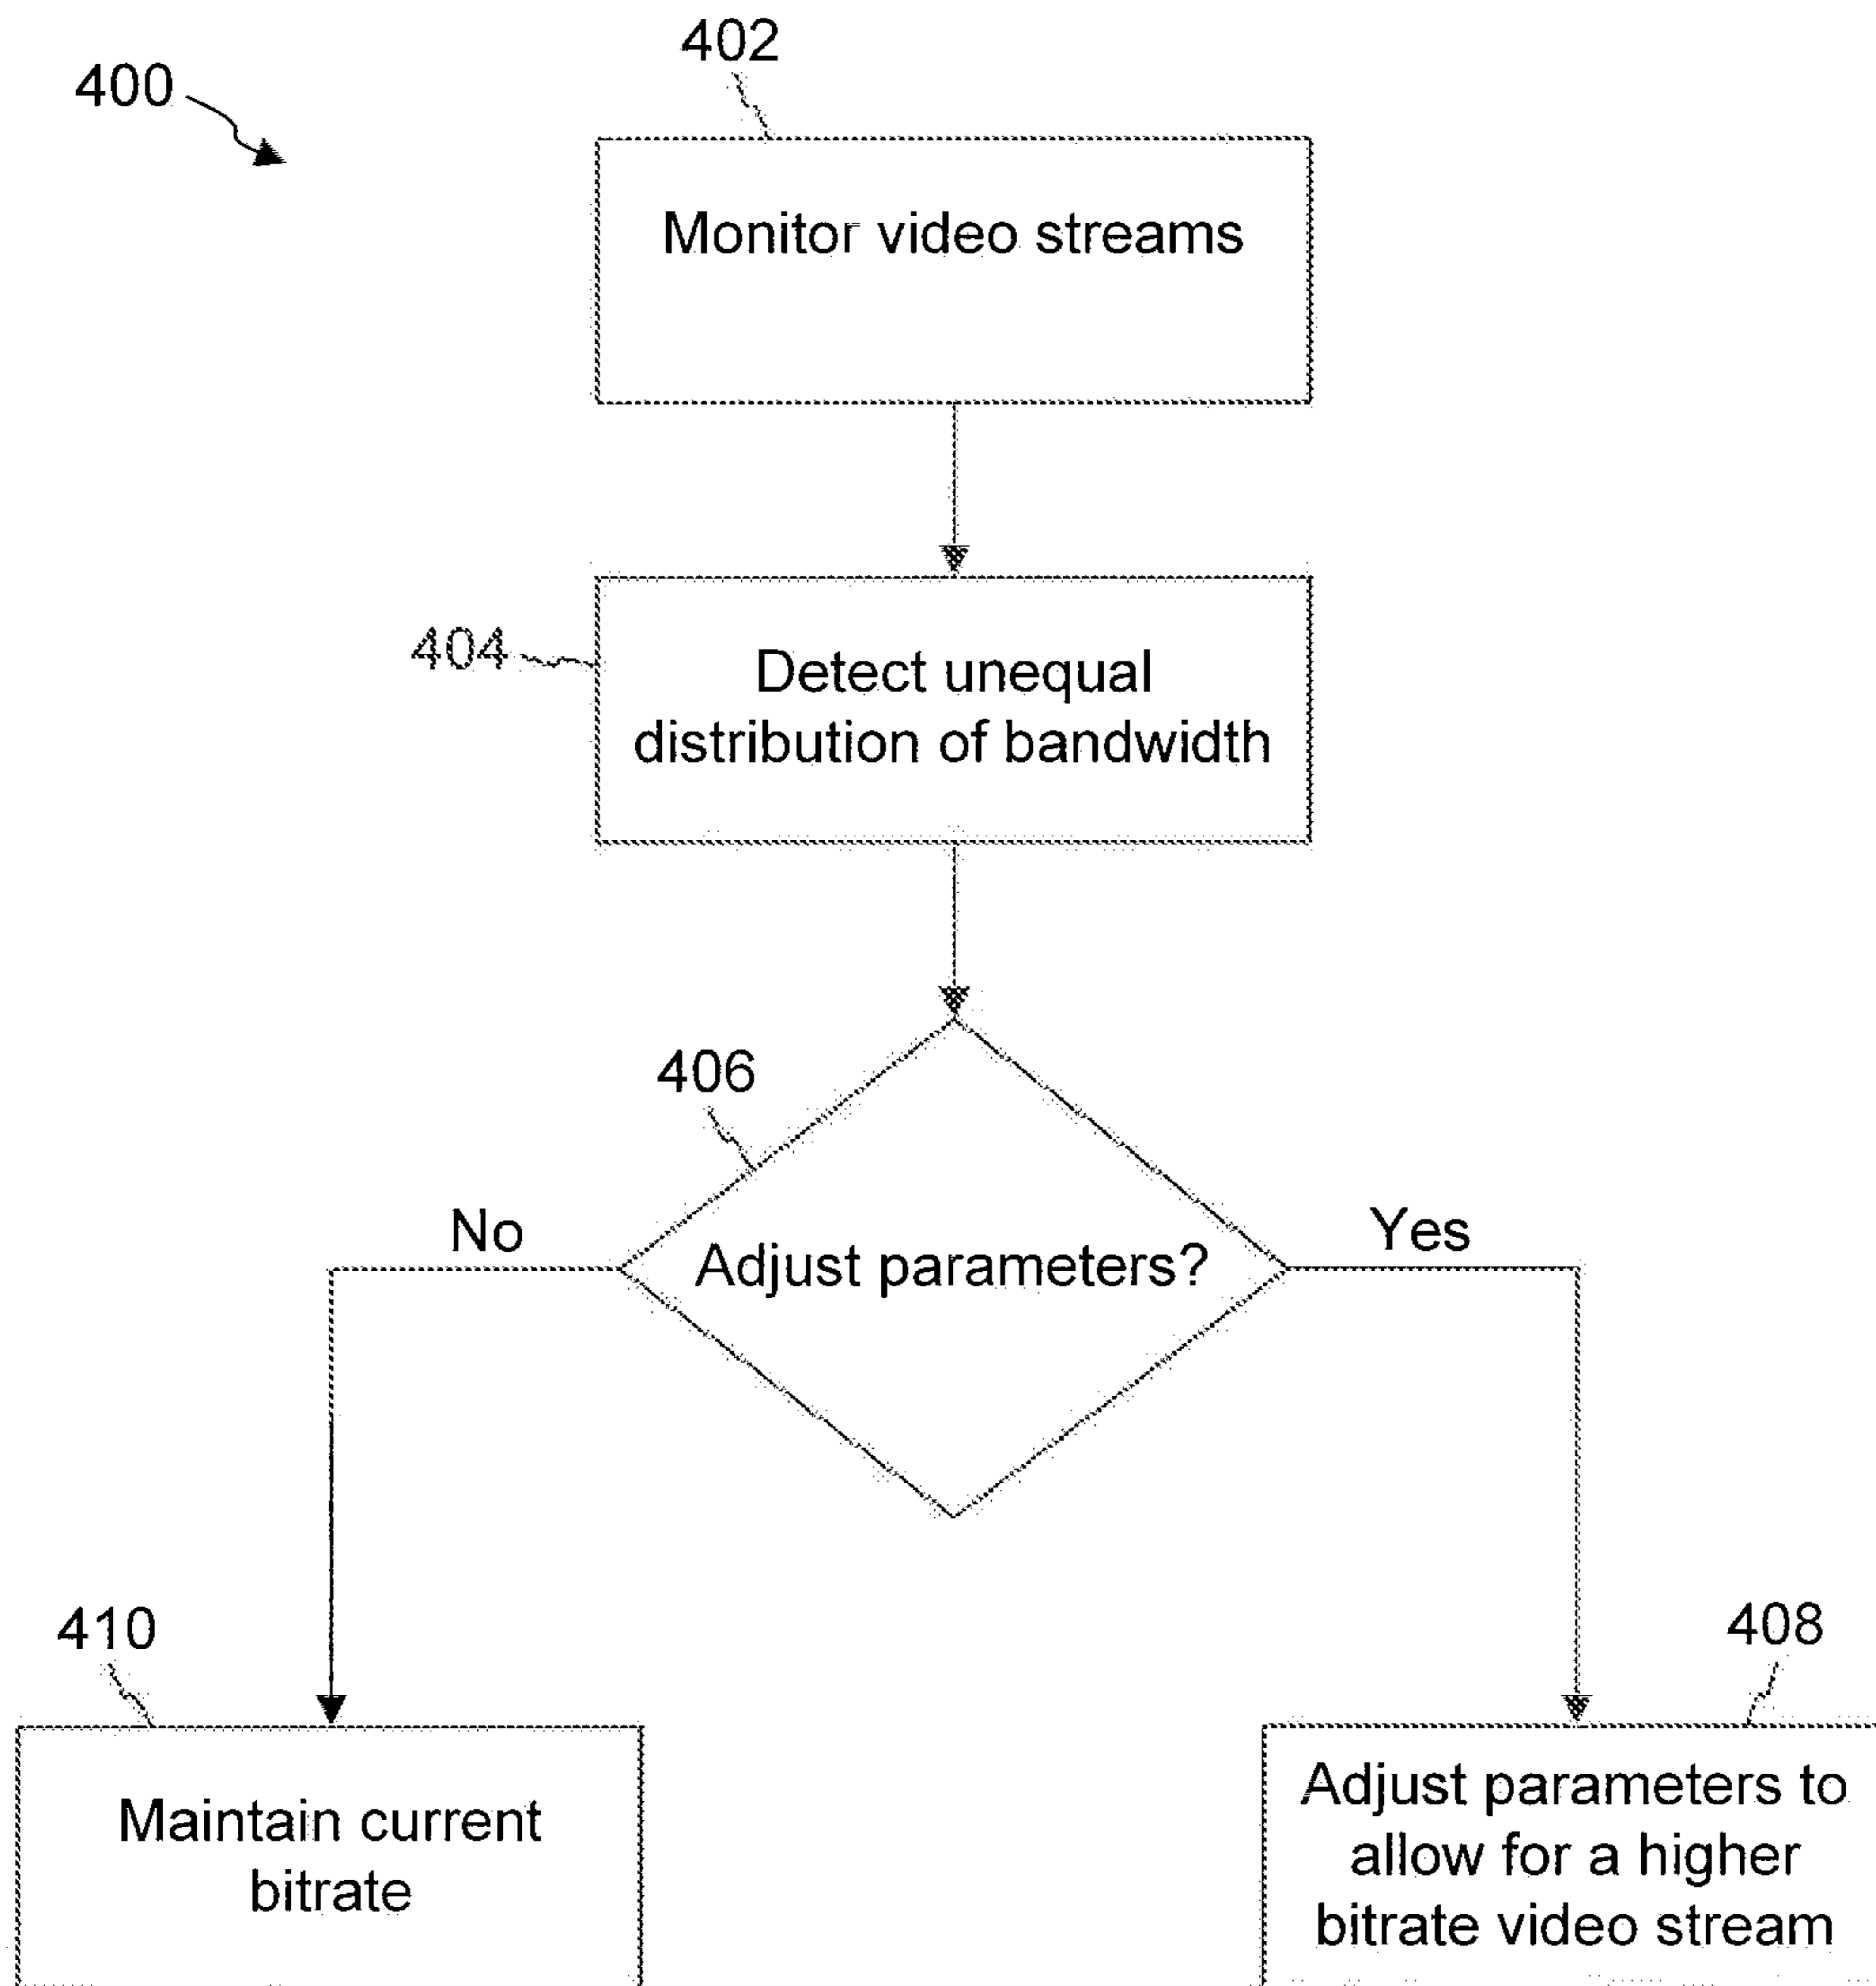 400
402
Monitor video streams
404
Detect unequal
distribution of bandwidth
406
Adjust parameters?
No
Yes
410
Maintain current
bitrate
408
Adjust parameters to
allow for a higher
bitrate video stream